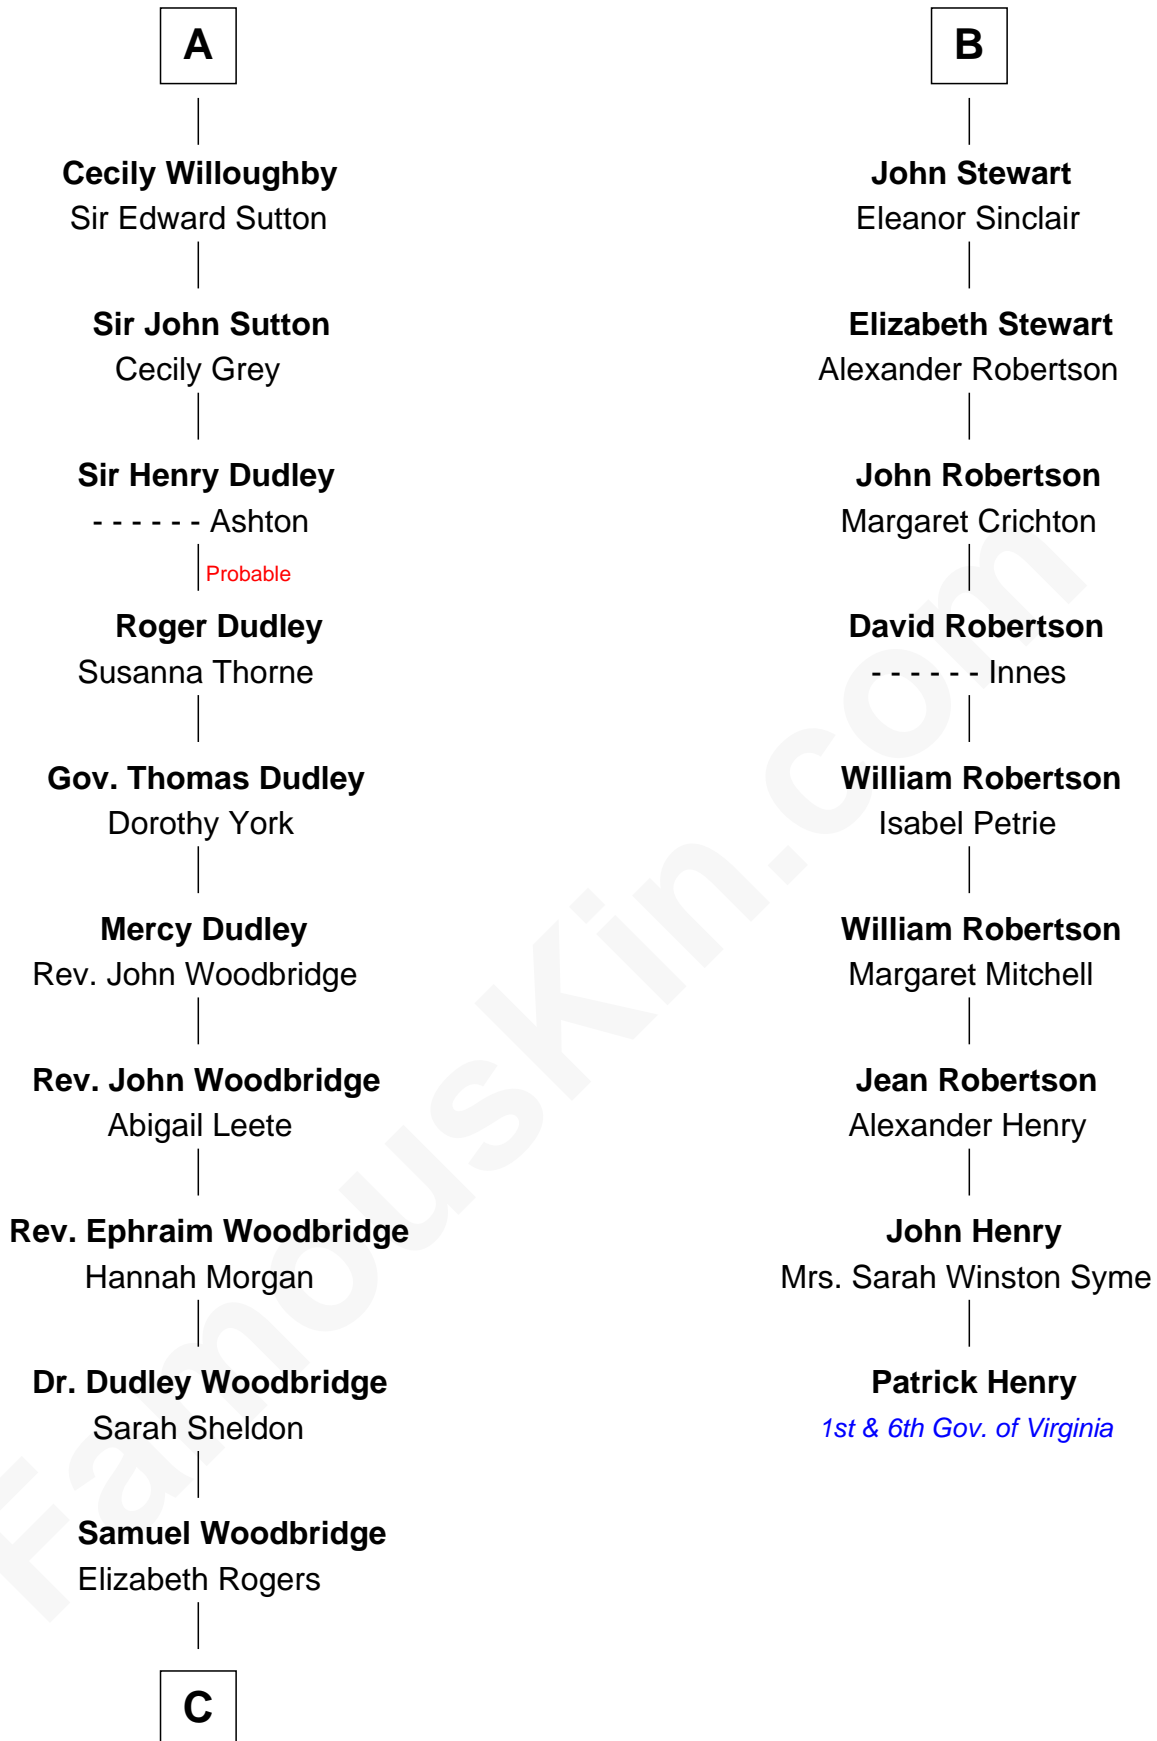 A
Cecily Willoughby
Sir Edward Sutton
Sir John Sutton
Cecily Grey
Sir Henry Dudley
- - - - - - Ashton
Probable
Roger Dudley
Susanna Thorne
Gov. Thomas Dudley
Dorothy York
Mercy Dudley
Rev. John Woodbridge
Rev. John Woodbridge
Abigail Leete
Rev. Ephraim Woodbridge
Hannah Morgan
Dr. Dudley Woodbridge
Sarah Sheldon
Samuel Woodbridge
Elizabeth Rogers
C
B
John Stewart
Eleanor Sinclair
Elizabeth Stewart
Alexander Robertson
John Robertson
Margaret Crichton
David Robertson
- - - - - - Innes
William Robertson
Isabel Petrie
William Robertson
Margaret Mitchell
Jean Robertson
Alexander Henry
John Henry
Mrs. Sarah Winston Syme
Patrick Henry
1st & 6th Gov. of Virginia
FamousKin.com